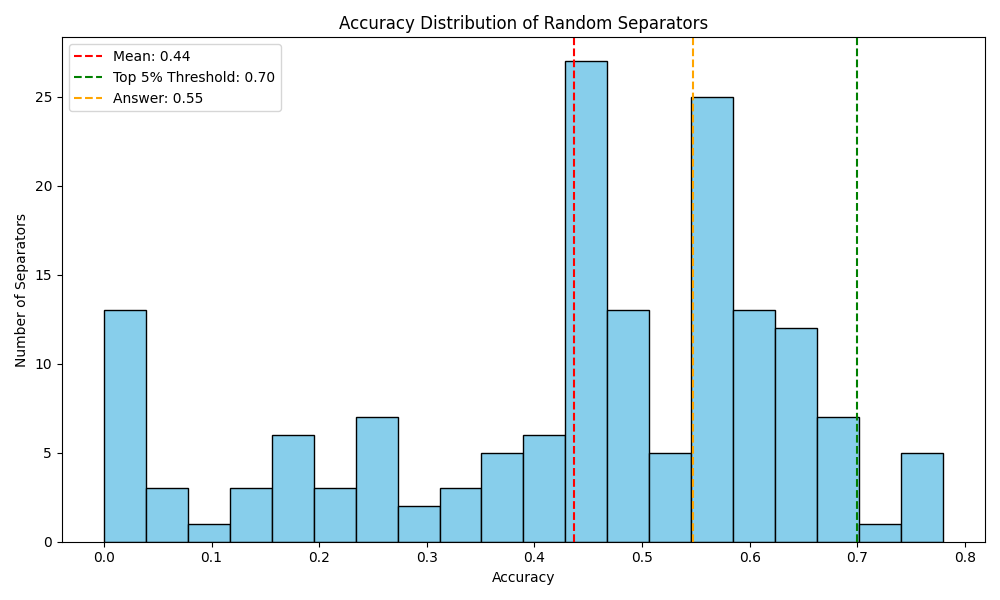 Accuracy Distribution of Random Separators
Mean: 0.44
Top 5% Threshold: 0.70
Answer: 0.55
Number of Separators
25
20
15
10
5
0
0.0 0.1 0.2 0.3 0.4 0.5 0.6 0.7 0.8
Accuracy